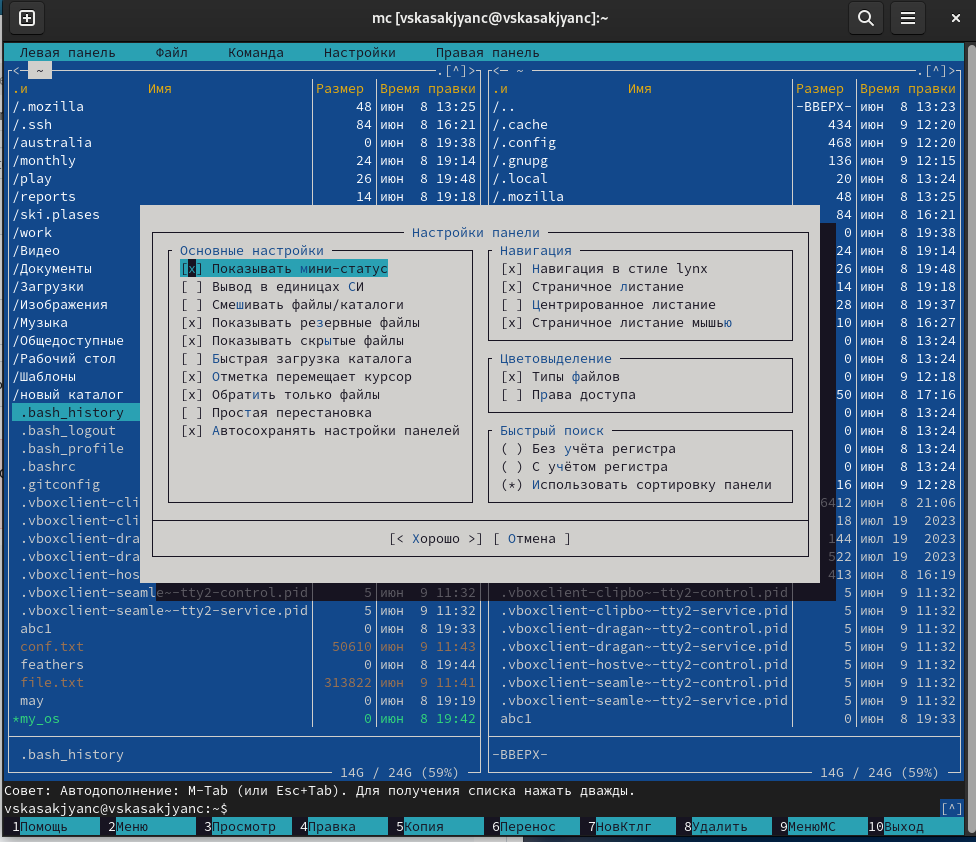 mc [vskasakjyanc@vskasakjyanc]:~
Левая панель Файл Команда Настройки Правая панель
<─ ~ .[^]> <─ ~ .[^]>
.и Имя Размер Время правки .и Имя Размер Время правки
/.mozilla 48 июн 8 13:25 /.. -ВВЕРХ- июн 8 13:23
/.ssh 84 июн 8 16:21 /.cache 434 июн 9 12:20
/australia 0 июн 8 19:38 /.config 468 июн 9 12:20
/monthly 24 июн 8 19:14 /.gnupg 136 июн 9 12:15
/play 26 июн 8 19:48 /.local 20 июн 8 13:24
/reports 14 июн 8 19:18 /.mozilla 48 июн 8 13:25
/ski.plases 84 июн 8 16:21
/work Настройки панели 0 июн 8 19:38
/Видео Основные настройки Навигация 24 июн 8 19:14
/Документы [x] Показывать мини-статус [x] Навигация в стиле lynx 26 июн 8 19:48
/Загрузки [ ] Вывод в единицах СИ [x] Страничное листание 14 июн 8 19:18
/Изображения [ ] Смешивать файлы/каталоги [ ] Центрированное листание 28 июн 8 19:37
/Музыка [x] Показывать резервные файлы [x] Страничное листание мышью 10 июн 8 16:27
/Общедоступные [x] Показывать скрытые файлы 0 июн 8 13:24
/Рабочий стол [ ] Быстрая загрузка каталога Цветовыделение 0 июн 8 13:24
/Шаблоны [x] Отметка перемещает курсор [x] Типы файлов 0 июн 9 12:18
/новый каталог [x] Обратить только файлы [ ] Права доступа 50 июн 8 17:16
.bash_history [ ] Простая перестановка 0 июн 8 13:24
.bash_logout [x] Автосохранять настройки панелей Быстрый поиск 0 июн 8 13:24
.bash_profile ( ) Без учёта регистра 0 июн 8 13:24
.bashrc ( ) С учётом регистра 0 июн 8 13:24
.gitconfig (*) Использовать сортировку панели 16 июн 9 12:28
.vboxclient-cli 6412 июн 8 21:06
.vboxclient-cli 18 июл 19 2023
.vboxclient-dra [< Хорошо >] [ Отмена ] 144 июл 19 2023
.vboxclient-dra 522 июл 19 2023
.vboxclient-hos 413 июн 8 16:19
.vboxclient-seamle~-tty2-control.pid 5 июн 9 11:32 .vboxclient-clipbo~-tty2-control.pid 5 июн 9 11:32
.vboxclient-seamle~-tty2-service.pid 5 июн 9 11:32 .vboxclient-clipbo~-tty2-service.pid 5 июн 9 11:32
abc1 0 июн 8 19:33 .vboxclient-dragan~-tty2-control.pid 5 июн 9 11:32
conf.txt 50610 июн 9 11:43 .vboxclient-dragan~-tty2-service.pid 5 июн 9 11:32
feathers 0 июн 8 19:44 .vboxclient-hostve~-tty2-control.pid 5 июн 9 11:32
file.txt 313822 июн 9 11:41 .vboxclient-seamle~-tty2-control.pid 5 июн 9 11:32
may 0 июн 8 19:19 .vboxclient-seamle~-tty2-service.pid 5 июн 9 11:32
*my_os 0 июн 8 19:42 abc1 0 июн 8 19:33
.bash_history -ВВЕРХ-
14G / 24G (59%) 14G / 24G (59%)
Совет: Автодополнение: M-Tab (или Esc+Tab). Для получения списка нажать дважды.
vskasakjyanc@vskasakjyanc:~$ [^]
1Помощь 2Меню 3Просмотр 4Правка 5Копия 6Перенос 7НовКтлг 8Удалить 9МенюМС 10Выход